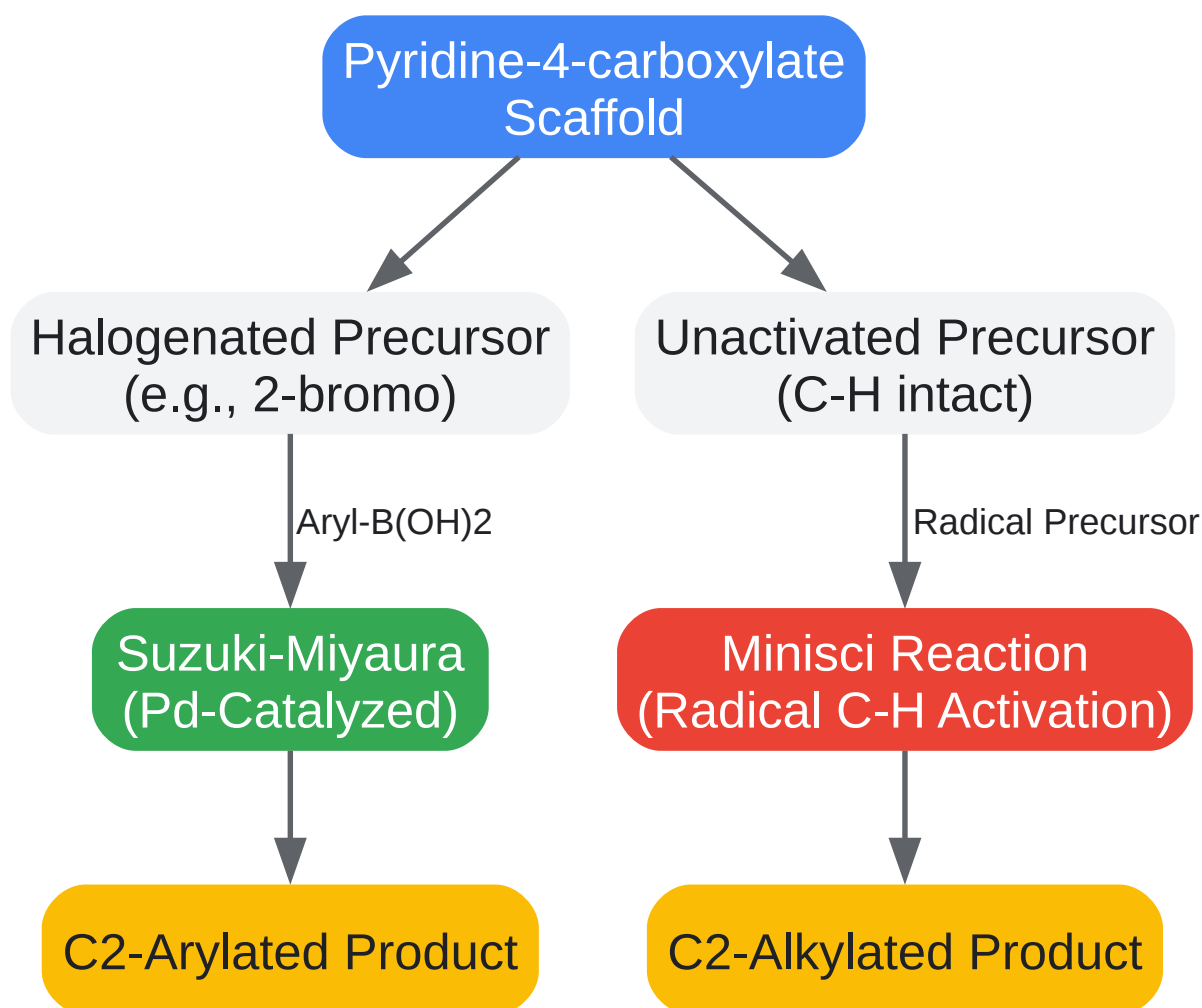 Pyridine-4-carboxylate
Scaffold
Halogenated Precursor
(e.g., 2-bromo)
Unactivated Precursor
(C-H intact)
Aryl-B(OH)2
Radical Precursor
Suzuki-Miyaura
(Pd-Catalyzed)
Minisci Reaction
(Radical C-H Activation)
C2-Arylated Product
C2-Alkylated Product